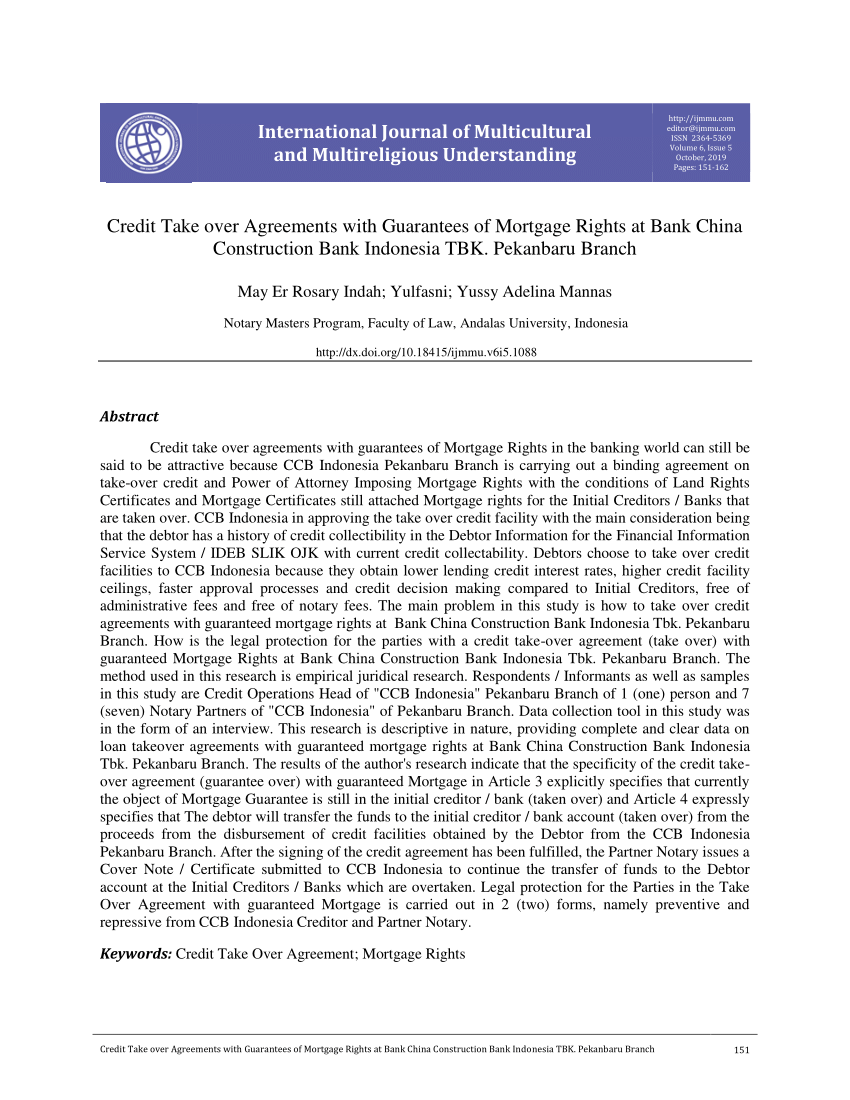 International Journal of Multicultural
and Multireligious Understanding
http://ijmmu.com
editor@ijmmu.com
ISSN 2364-5369
Volume 6, Issue 5
October, 2019
Pages: 151-162
Credit Take over Agreements with Guarantees of Mortgage Rights at Bank China
Construction Bank Indonesia TBK. Pekanbaru Branch
May Er Rosary Indah; Yulfasni; Yussy Adelina Mannas
Notary Masters Program, Faculty of Law, Andalas University, Indonesia
http://dx.doi.org/10.18415/ijmmu.v6i5.1088
Abstract
Credit take over agreements with guarantees of Mortgage Rights in the banking world can still be
said to be attractive because CCB Indonesia Pekanbaru Branch is carrying out a binding agreement on
take-over credit and Power of Attorney Imposing Mortgage Rights with the conditions of Land Rights
Certificates and Mortgage Certificates still attached Mortgage rights for the Initial Creditors / Banks that
are taken over. CCB Indonesia in approving the take over credit facility with the main consideration being
that the debtor has a history of credit collectibility in the Debtor Information for the Financial Information
Service System / IDEB SLIK OJK with current credit collectability. Debtors choose to take over credit
facilities to CCB Indonesia because they obtain lower lending credit interest rates, higher credit facility
ceilings, faster approval processes and credit decision making compared to Initial Creditors, free of
administrative fees and free of notary fees. The main problem in this study is how to take over credit
agreements with guaranteed mortgage rights at Bank China Construction Bank Indonesia Tbk. Pekanbaru
Branch. How is the legal protection for the parties with a credit take-over agreement (take over) with
guaranteed Mortgage Rights at Bank China Construction Bank Indonesia Tbk. Pekanbaru Branch. The
method used in this research is empirical juridical research. Respondents / Informants as well as samples
in this study are Credit Operations Head of "CCB Indonesia" Pekanbaru Branch of 1 (one) person and 7
(seven) Notary Partners of "CCB Indonesia" of Pekanbaru Branch. Data collection tool in this study was
in the form of an interview. This research is descriptive in nature, providing complete and clear data on
loan takeover agreements with guaranteed mortgage rights at Bank China Construction Bank Indonesia
Tbk. Pekanbaru Branch. The results of the author's research indicate that the specificity of the credit take-
over agreement (guarantee over) with guaranteed Mortgage in Article 3 explicitly specifies that currently
the object of Mortgage Guarantee is still in the initial creditor / bank (taken over) and Article 4 expressly
specifies that The debtor will transfer the funds to the initial creditor / bank account (taken over) from the
proceeds from the disbursement of credit facilities obtained by the Debtor from the CCB Indonesia
Pekanbaru Branch. After the signing of the credit agreement has been fulfilled, the Partner Notary issues a
Cover Note / Certificate submitted to CCB Indonesia to continue the transfer of funds to the Debtor
account at the Initial Creditors / Banks which are overtaken. Legal protection for the Parties in the Take
Over Agreement with guaranteed Mortgage is carried out in 2 (two) forms, namely preventive and
repressive from CCB Indonesia Creditor and Partner Notary.
Keywords: Credit Take Over Agreement; Mortgage Rights
Credit Take over Agreements with Guarantees of Mortgage Rights at Bank China Construction Bank Indonesia TBK. Pekanbaru Branch 151